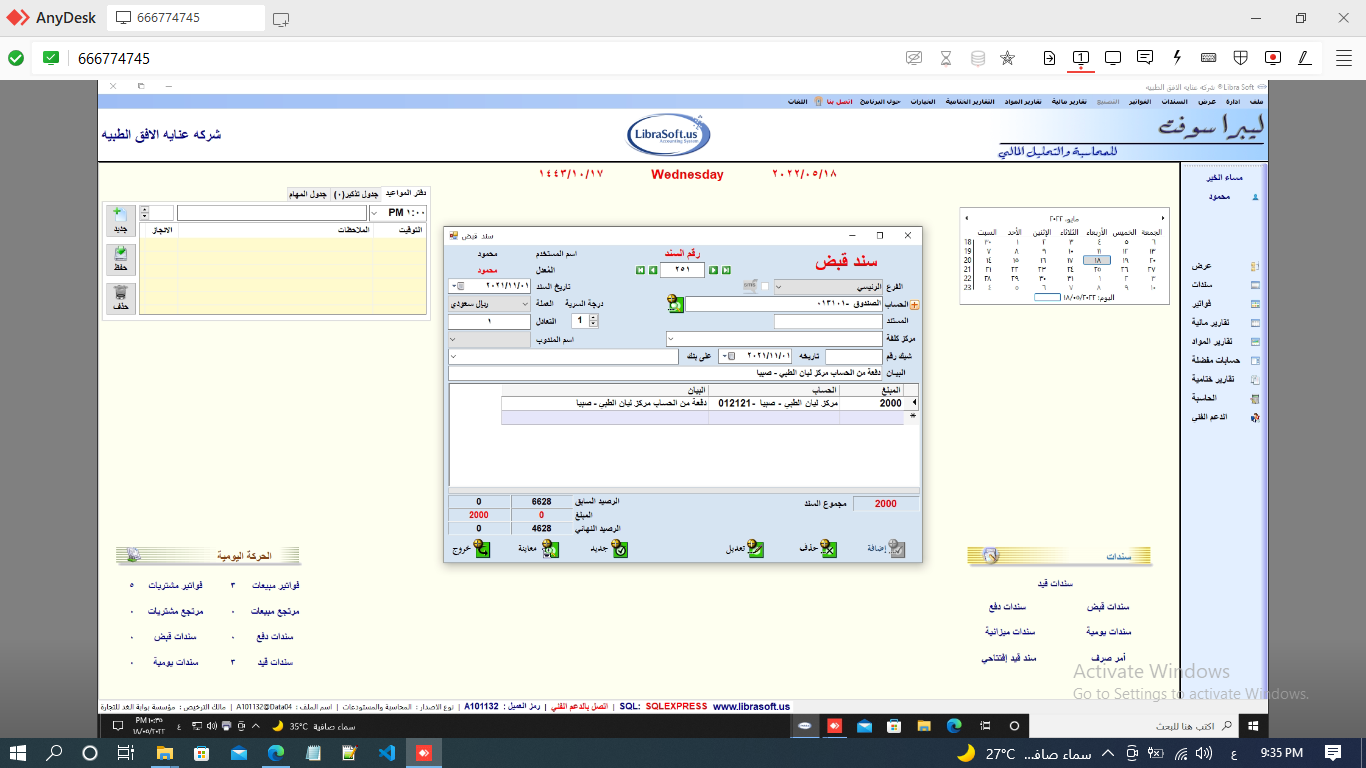 AnyDesk
666774745
666774745
Libra Soft ® شركه عنايه الافق الطبيه
ملف ادارة عرض السندات الفواتير التصنيع تقارير مالية تقارير المواد التقارير الختامية الخيارات حول البرنامج اتصل بنا اللغات
ليبرا سوفت
للمحاسبة والتحليل المالي
LibraSoft.us
Accounting System
شركه عنايه الافق الطبيه
٢٠٢٢/٠٥/١٨ Wednesday ١٤٤٣/١٠/١٧
مساء الخير
محمود
عرض
سندات
فواتير
تقارير مالية
تقارير المواد
حسابات مفضلة
تقارير ختامية
الحاسبة
الدعم الفني
مايو، ٢٠٢٢
السبت الأحد الإثنين الثلاثاء الأربعاء الخميس الجمعة
18 ٣٠ ١ ٢ ٣ ٤ ٥ ٦
19 ٧ ٨ ٩ ١٠ ١١ ١٢ ١٣
20 ١٤ ١٥ ١٦ ١٧ ١٨ ١٩ ٢٠
21 ٢١ ٢٢ ٢٣ ٢٤ ٢٥ ٢٦ ٢٧
22 ٢٨ ٢٩ ٣٠ ٣١ ١ ٢ ٣
23 ٤ ٥ ٦ ٧ ٨ ٩ ١٠
اليوم: ١٨/٠٥/٢٠٢٢
دفتر المواعيد جدول تذكير(٠) جدول المهام
١:٠٠ PM
التوقيت الملاحظات الانجاز
جديد
حفظ
حذف
سند قبض
سند قبض
رقم السند
٢٥١
اسم المستخدم محمود
المُعدل محمود
الفرع الرئيسي
تاريخ السند ٢٠٢١/١١/٠١
الحساب الصندوق -٠١٣١٠١
درجة السرية 1
العملة ريال سعودي
المستند
التعادل ١
مركز كلفة
اسم المندوب
شيك رقم
تاريخه ٢٠٢١/١١/٠١
على بنك
البيـان دفعة من الحساب مركز ليان الطبي - صبيا
المبلغ الحساب البيان
2000 مركز ليان الطبي - صبيا -012121 دفعة من الحساب مركز ليان الطبي - صبيا
مجموع السند 2000
الرصيد السابق 6628 0
المبلغ 0 2000
الرصيد النهائي 4628 0
إضافة حذف تعديل جديد معاينة خروج
سندات
سندات قيد
سندات قبض سندات دفع
سندات يومية سندات ميزانية
أمر صرف سند قيد إفتتاحي
الحركة اليومية
فواتير مبيعات ٣ فواتير مشتريات ٥
مرتجع مبيعات ٠ مرتجع مشتريات ٠
سندات دفع ٠ سندات قبض ٠
سندات قيد ٣ سندات يومية ٠
Activate Windows
Go to Settings to activate Windows.
مالك الترخيص : مؤسسة بوابة الغد للتجارة | اسم الملف : A101132@Data04 | نوع الاصدار : المحاسبة والمستودعات | رمز العميل : A101132 | اتصل بالدعم الفني | SQL: SQLEXPRESS www.librasoft.us
اكتب هنا للبحث
35°C سماء صافية
ع
PM ١٠:٣٥
١٨/٠٥/٢٠٢٢
27°C سماء صافـ...
ع
9:35 PM